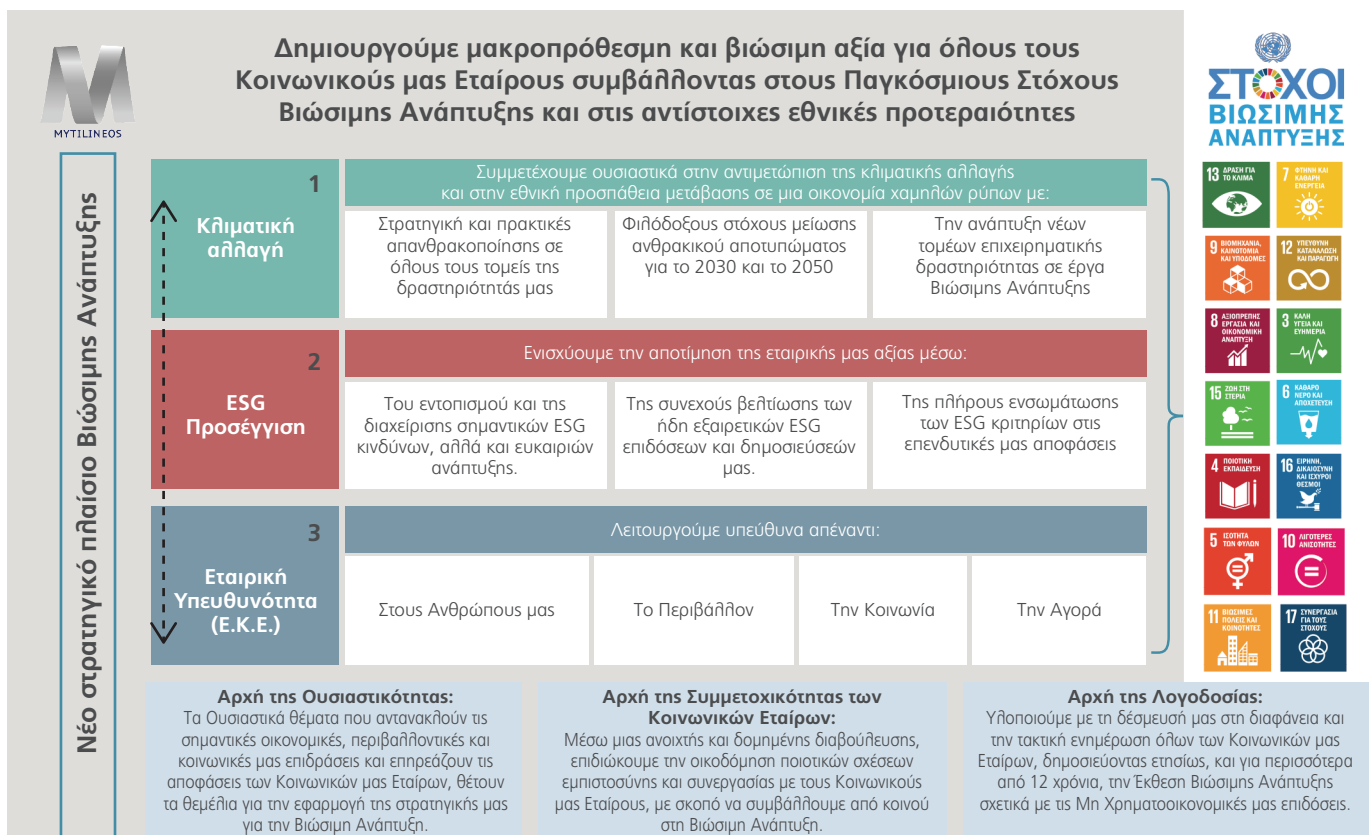 Δημιουργούμε μακροπρόθεσμη και βιώσιμη αξία για όλους τους
Κοινωνικούς μας Εταίρους συμβάλλοντας στους Παγκόσμιους Στόχους
Βιώσιμης Ανάπτυξης και στις αντίστοιχες εθνικές προτεραιότητες
MYTILINEOS
Νέο στρατηγικό πλαίσιο Βιώσιμης Ανάπτυξης
1
Κλιματική
αλλαγή
Συμμετέχουμε ουσιαστικά στην αντιμετώπιση της κλιματικής αλλαγής
και στην εθνική προσπάθεια μετάβασης σε μια οικονομία χαμηλών ρύπων με:
Στρατηγική και πρακτικές
απανθρακοποίησης σε
όλους τους τομείς της
δραστηριότητάς μας
Φιλόδοξους στόχους μείωσης
ανθρακικού αποτυπώματος
για το 2030 και το 2050
Την ανάπτυξη νέων
τομέων επιχειρηματικής
δραστηριότητας σε έργα
Βιώσιμης Ανάπτυξης
2
ESG
Προσέγγιση
Ενισχύουμε την αποτίμηση της εταιρικής μας αξίας μέσω:
Του εντοπισμού και της
διαχείρισης σημαντικών ESG
κινδύνων, αλλά και ευκαιριών
ανάπτυξης.
Της συνεχούς βελτίωσης των
ήδη εξαιρετικών ESG
επιδόσεων και δημοσιεύσεών
μας.
Της πλήρους ενσωμάτωσης
των ESG κριτηρίων στις
επενδυτικές μας αποφάσεις
3
Εταιρική
Υπευθυνότητα
(Ε.Κ.Ε.)
Λειτουργούμε υπεύθυνα απέναντι:
Στους Ανθρώπους μας
Το Περιβάλλον
Την Κοινωνία
Την Αγορά
ΣΤΟΧΟΙ
ΒΙΩΣΙΜΗΣ
ΑΝΑΠΤΥΞΗΣ
13 ΔΡΑΣΗ ΓΙΑ
ΤΟ ΚΛΙΜΑ
7 ΦΤΗΝΗ ΚΑΙ
ΚΑΘΑΡΗ
ΕΝΕΡΓΕΙΑ
9 ΒΙΟΜΗΧΑΝΙΑ,
ΚΑΙΝΟΤΟΜΙΑ
ΚΑΙ ΥΠΟΔΟΜΕΣ
12 ΥΠΕΥΘΥΝΗ
ΚΑΤΑΝΑΛΩΣΗ
ΚΑΙ ΠΑΡΑΓΩΓΗ
8 ΑΞΙΟΠΡΕΠΗΣ
ΕΡΓΑΣΙΑ ΚΑΙ
ΟΙΚΟΝΟΜΙΚΗ
ΑΝΑΠΤΥΞΗ
3 ΚΑΛΗ
ΥΓΕΙΑ ΚΑΙ
ΕΥΗΜΕΡΙΑ
15 ΖΩΗ ΣΤΗ
ΣΤΕΡΙΑ
6 ΚΑΘΑΡΟ
ΝΕΡΟ ΚΑΙ
ΑΠΟΧΕΤΕΥΣΗ
4 ΠΟΙΟΤΙΚΗ
ΕΚΠΑΙΔΕΥΣΗ
16 ΕΙΡΗΝΗ,
ΔΙΚΑΙΟΣΥΝΗ
ΚΑΙ ΙΣΧΥΡΟΙ
ΘΕΣΜΟΙ
5 ΙΣΟΤΗΤΑ
ΤΩΝ ΦΥΛΩΝ
10 ΛΙΓΟΤΕΡΕΣ
ΑΝΙΣΟΤΗΤΕΣ
11 ΒΙΩΣΙΜΕΣ
ΠΟΛΕΙΣ ΚΑΙ
ΚΟΙΝΟΤΗΤΕΣ
17 ΣΥΝΕΡΓΑΣΙΑ
ΓΙΑ ΤΟΥΣ
ΣΤΟΧΟΥΣ
Αρχή της Ουσιαστικότητας:
Τα Ουσιαστικά θέματα που αντανακλούν τις
σημαντικές οικονομικές, περιβαλλοντικές και
κοινωνικές μας επιδράσεις και επηρεάζουν τις
αποφάσεις των Κοινωνικών μας Εταίρων, θέτουν
τα θεμέλια για την εφαρμογή της στρατηγικής μας
για την Βιώσιμη Ανάπτυξη.
Αρχή της Συμμετοχικότητας των
Κοινωνικών Εταίρων:
Μέσω μιας ανοιχτής και δομημένης διαβούλευσης,
επιδιώκουμε την οικοδόμηση ποιοτικών σχέσεων
εμπιστοσύνης και συνεργασίας με τους Κοινωνικούς
μας Εταίρους, με σκοπό να συμβάλλουμε από κοινού
στη Βιώσιμη Ανάπτυξη.
Αρχή της Λογοδοσίας:
Υλοποιούμε με τη δέσμευσή μας στη διαφάνεια και
την τακτική ενημέρωση όλων των Κοινωνικών μας
Εταίρων, δημοσιεύοντας ετησίως, και για περισσότερα
από 12 χρόνια, την Έκθεση Βιώσιμης Ανάπτυξης
σχετικά με τις Μη Χρηματοοικονομικές μας επιδόσεις.